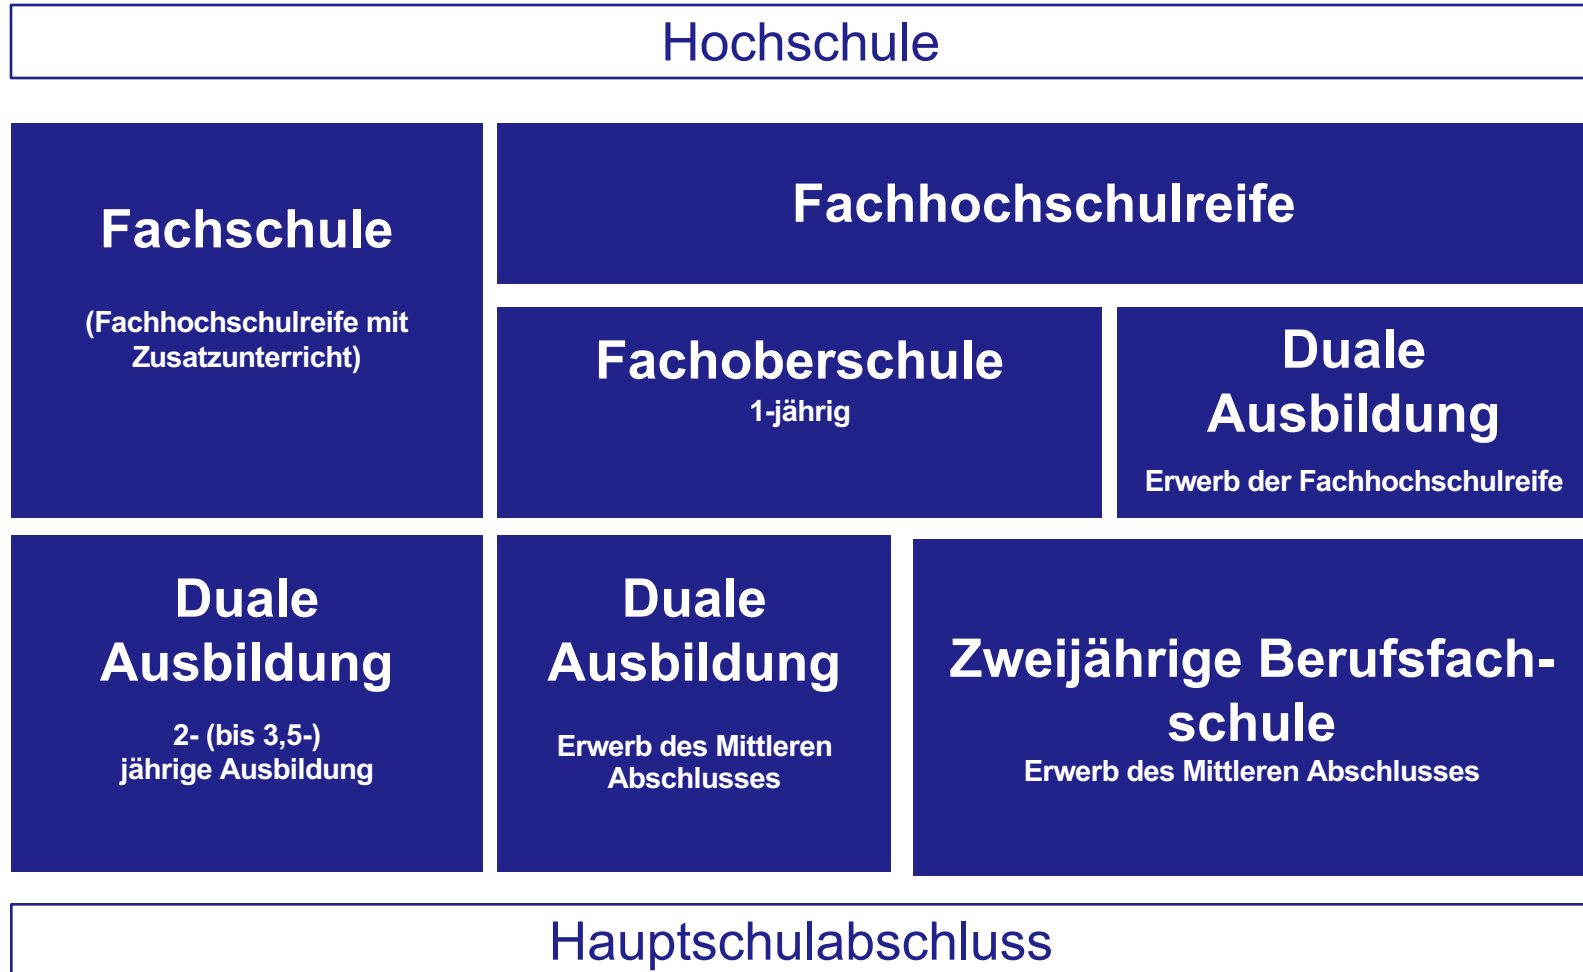 Hochschule
Fachschule
(Fachhochschulreife mit
Zusatzunterricht)
Fachhochschulreife
Fachoberschule
1-jährig
Duale
Ausbildung
Erwerb der Fachhochschulreife
Duale
Ausbildung
2- (bis 3,5-)
jährige Ausbildung
Duale
Ausbildung
Erwerb des Mittleren
Abschlusses
Zweijährige Berufsfach-
schule
Erwerb des Mittleren Abschlusses
Hauptschulabschluss